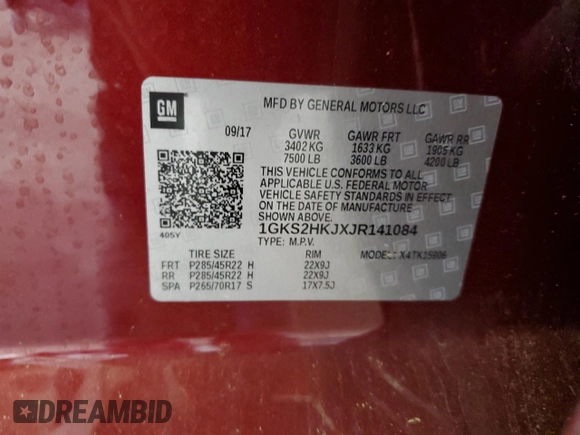 GM
MFD BY GENERAL MOTORS LLC
09/17 GVWR GAWR FRT GAWR RR
3402 KG 1633 KG 1905 KG
7500 LB 3600 LB 4200 LB
THIS VEHICLE CONFORMS TO ALL
APPLICABLE U.S. FEDERAL MOTOR
VEHICLE SAFETY STANDARDS IN
EFFECT ON THE DATE OF MANUFACTURE
SHOWN ABOVE.
405Y
1GKS2HKJXJR141084
TYPE: M.P.V. MODEL: X4TK15906
TIRE SIZE RIM
FRT P285/45R22 H 22X9J
RR P285/45R22 H 22X9J
SPA P265/70R17 S 17X7.5J
DREAMBID